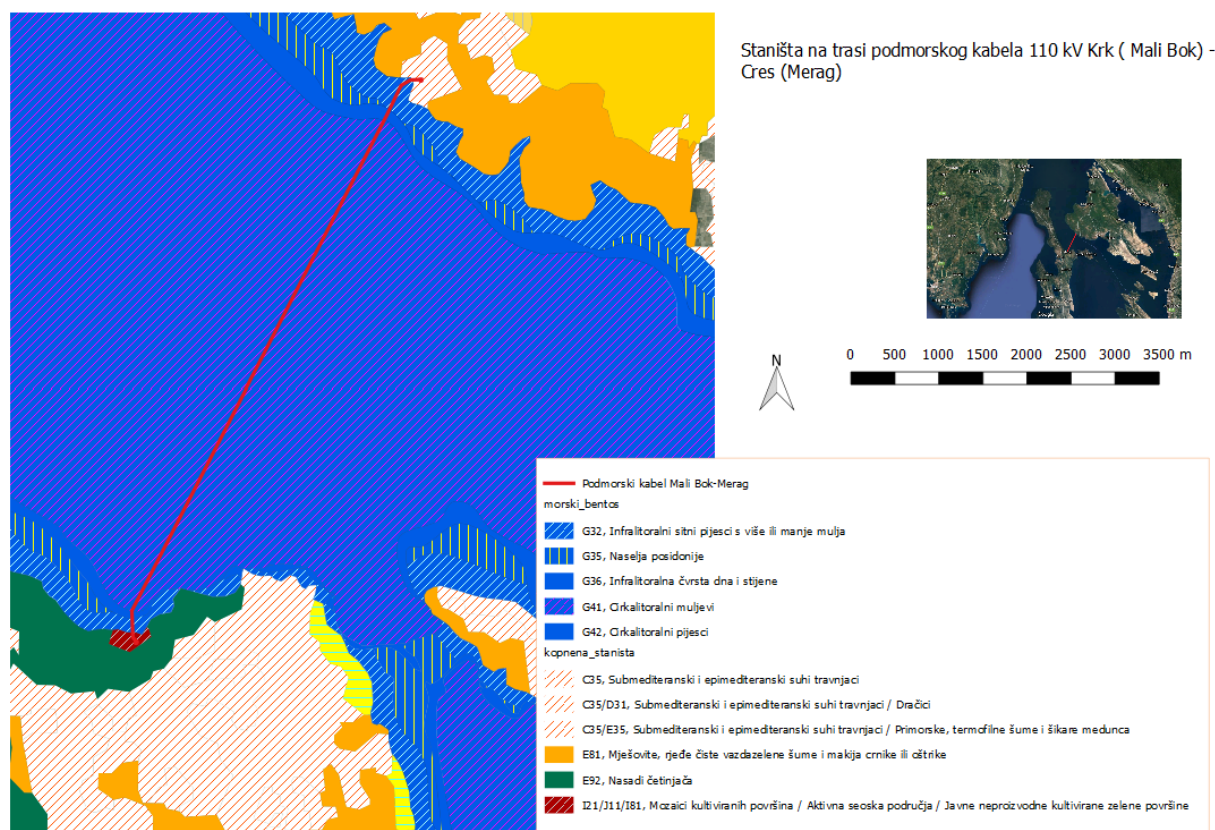 Staništa na trasi podmorskog kabela 110 kV Krk ( Mali Bok) -
Cres (Merag)
N
0 500 1000 1500 2000 2500 3000 3500 m
Podmorski kabel Mali Bok-Merag
morski_bentos
G32, Infralitoralni sitni pijesci s više ili manje mulja
G35, Naselja posidonije
G36, Infralitoralna čvrsta dna i stijene
G41, Cirkalitoralni muljevi
G42, Cirkalitoralni pijesci
kopnena_stanista
C35, Submediteranski i epimediteranski suhi travnjaci
C35/D31, Submediteranski i epimediteranski suhi travnjaci / Dračici
C35/E35, Submediteranski i epimediteranski suhi travnjaci / Primorske, termofilne šume i šikare medunca
E81, Mješovite, rjeđe čiste vazdazelene šume i makija crnike ili oštrike
E92, Nasadi četinjača
I21/J11/I81, Mozaici kultiviranih površina / Aktivna seoska područja / Javne neproizvodne kultivirane zelene površine